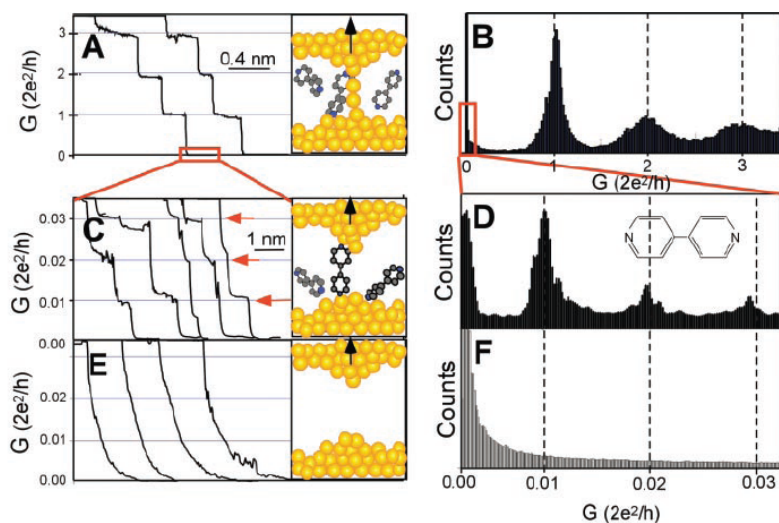 A
G (2e²/h)
3
2
1
0
0.4 nm
B
Counts
0
1
2
3
G (2e²/h)
C
G (2e²/h)
0.03
0.02
0.01
0
1 nm
D
Counts
N
N
E
G (2e²/h)
0.00
0.02
0.01
0.00
F
Counts
0.00
0.01
0.02
0.03
G (2e²/h)